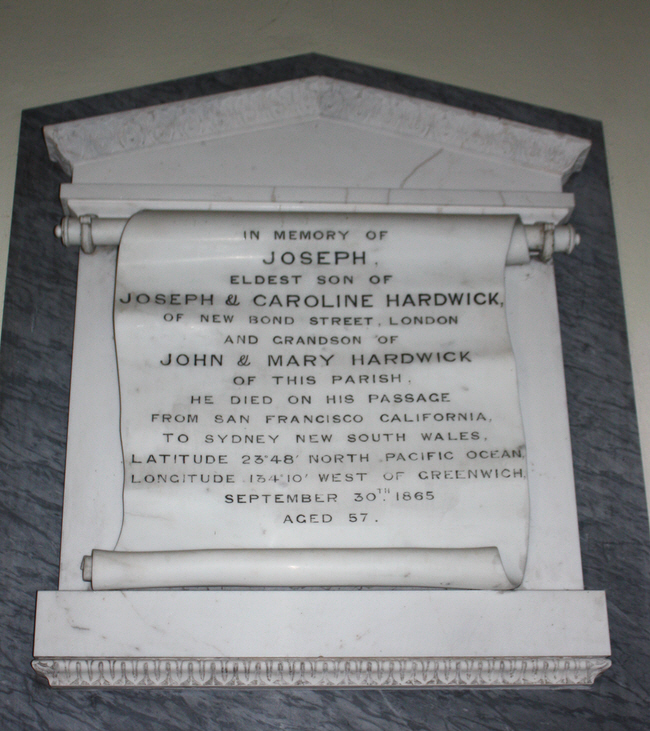 IN MEMORY OF
JOSEPH,
ELDEST SON OF
JOSEPH & CAROLINE HARDWICK,
OF NEW BOND STREET, LONDON
AND GRANDSON OF
JOHN & MARY HARDWICK
OF THIS PARISH,
HE DIED ON HIS PASSAGE
FROM SAN FRANCISCO CALIFORNIA,
TO SYDNEY NEW SOUTH WALES,
LATITUDE 23°48' NORTH, PACIFIC OCEAN,
LONGITUDE 134°10' WEST OF GREENWICH,
SEPTEMBER 30TH 1865
AGED 57.